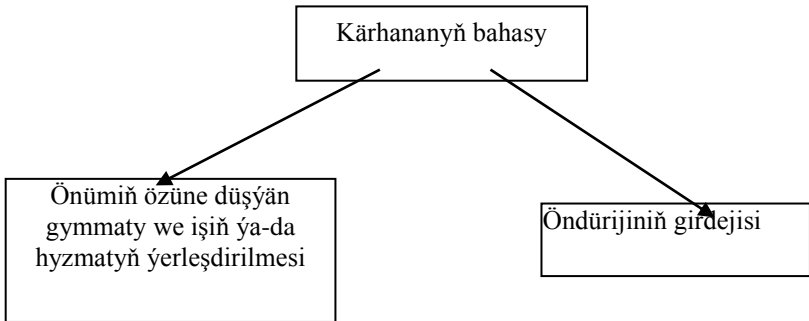 Kärhananyň bahasy
Önümiň özüne düşýän
gymmaty we işiň ýa-da
hyzmatyň ýerleşdirilmesi
Öndürijiniň girdejisi